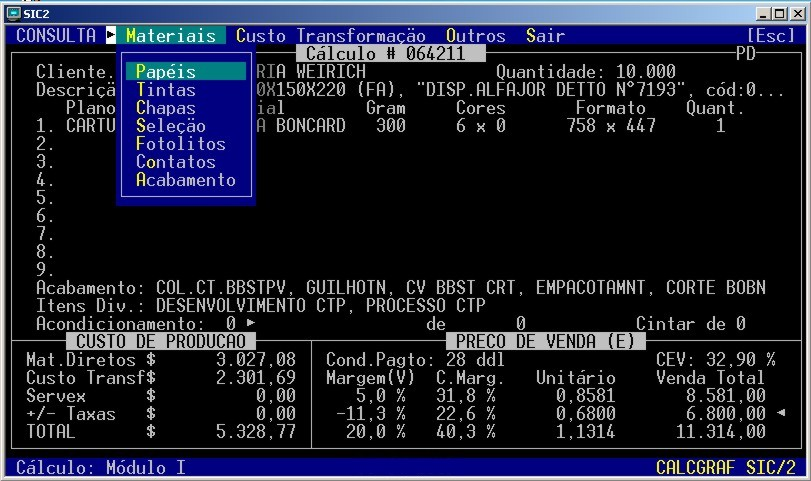 SIC2
CONSULTA ► Materiais Custo Transformação Outros Sair [Esc]
Cálculo # 064211 PD
Cliente. Papéis RIA WEIRICH Quantidade: 10.000
Descriçã Tintas 0X150X220 (FA), "DISP.ALFAJOR DETTO N°7193", cód:0...
Plano Chapas ial Gram Cores Formato Quant.
1. CARTU Seleção A BONCARD 300 6 x 0 758 x 447 1
2. Fotolitos
3. Contatos
4. Acabamento
5.
6.
7.
8.
9.
Acabamento: COL.CT.BBSTPV, GUILHOTN, CV BBST CRT, EMPACOTAMNT, CORTE BOBN
Itens Div.: DESENVOLVIMENTO CTP, PROCESSO CTP
Acondicionamento: 0 ► de 0 Cintar de 0
CUSTO DE PRODUCAO PRECO DE VENDA (E)
Mat.Diretos $ 3.027,08 Cond.Pagto: 28 ddl CEV: 32,90 %
Custo Transf$ 2.301,69 Margem(V) C.Marg. Unitário Venda Total
Servex $ 0,00 5,0 % 31,8 % 0,8581 8.581,00
+/- Taxas $ 0,00 -11,3 % 22,6 % 0,6800 6.800,00 ◄
TOTAL $ 5.328,77 20,0 % 40,3 % 1,1314 11.314,00
Cálculo: Módulo I CALCGRAF SIC/2